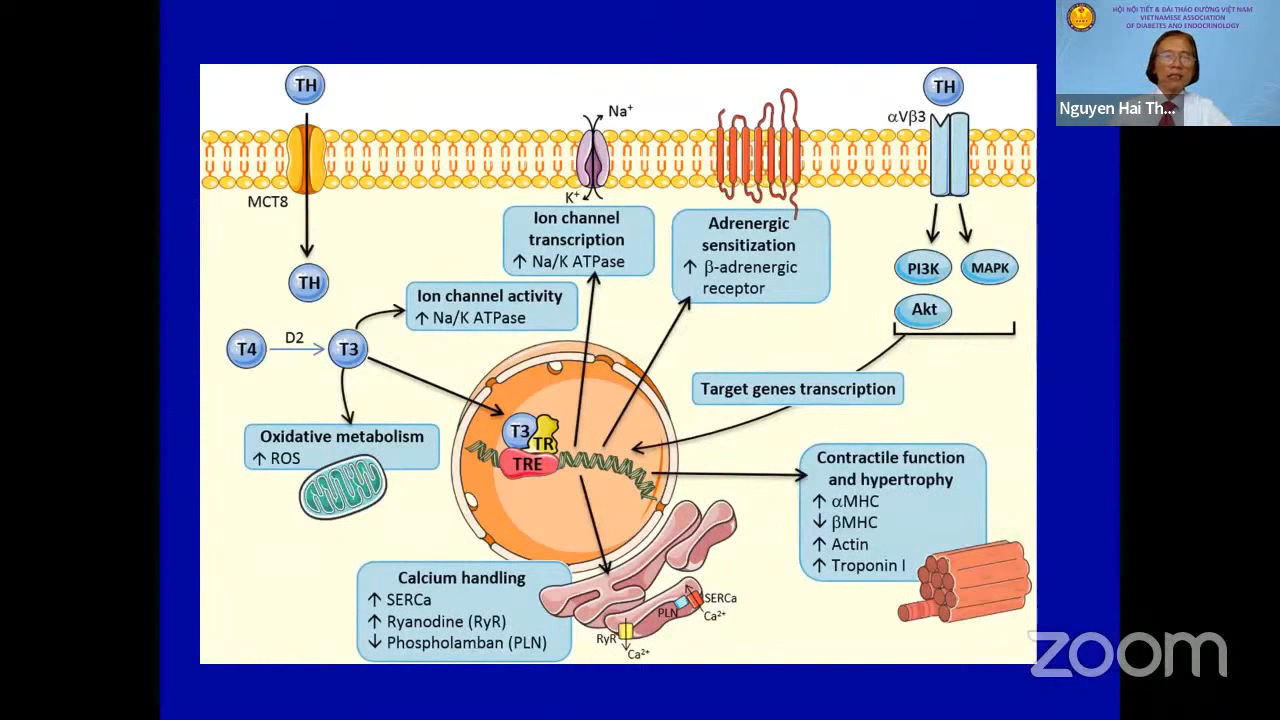 HỘI NỘI TIẾT & ĐÁI THÁO ĐƯỜNG VIỆT NAM
VIETNAMESE ASSOCIATION
OF DIABETES AND ENDOCRINOLOGY
Nguyen Hai Th...
TH
Na⁺
K⁺
TH
αVβ3
MCT8
TH
Ion channel
transcription
↑ Na/K ATPase
Adrenergic
sensitization
↑ β-adrenergic
receptor
PI3K
MAPK
Akt
Ion channel activity
↑ Na/K ATPase
T4
D2
T3
Target genes transcription
Oxidative metabolism
↑ ROS
T3
TR
TRE
Contractile function
and hypertrophy
↑ αMHC
↓ βMHC
↑ Actin
↑ Troponin I
Calcium handling
↑ SERCa
↑ Ryanodine (RyR)
↓ Phospholamban (PLN)
SERCa
PLN
Ca²⁺
RyR
Ca²⁺
zoom